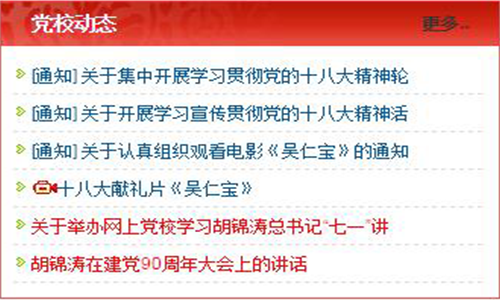 党校动态
更多..
[通知]关于集中开展学习贯彻党的十八大精神轮
[通知]关于开展学习宣传贯彻党的十八大精神活
[通知]关于认真组织观看电影《吴仁宝》的通知
十八大献礼片《吴仁宝》
关于举办网上党校学习胡锦涛总书记“七一”讲
胡锦涛在建党90周年大会上的讲话